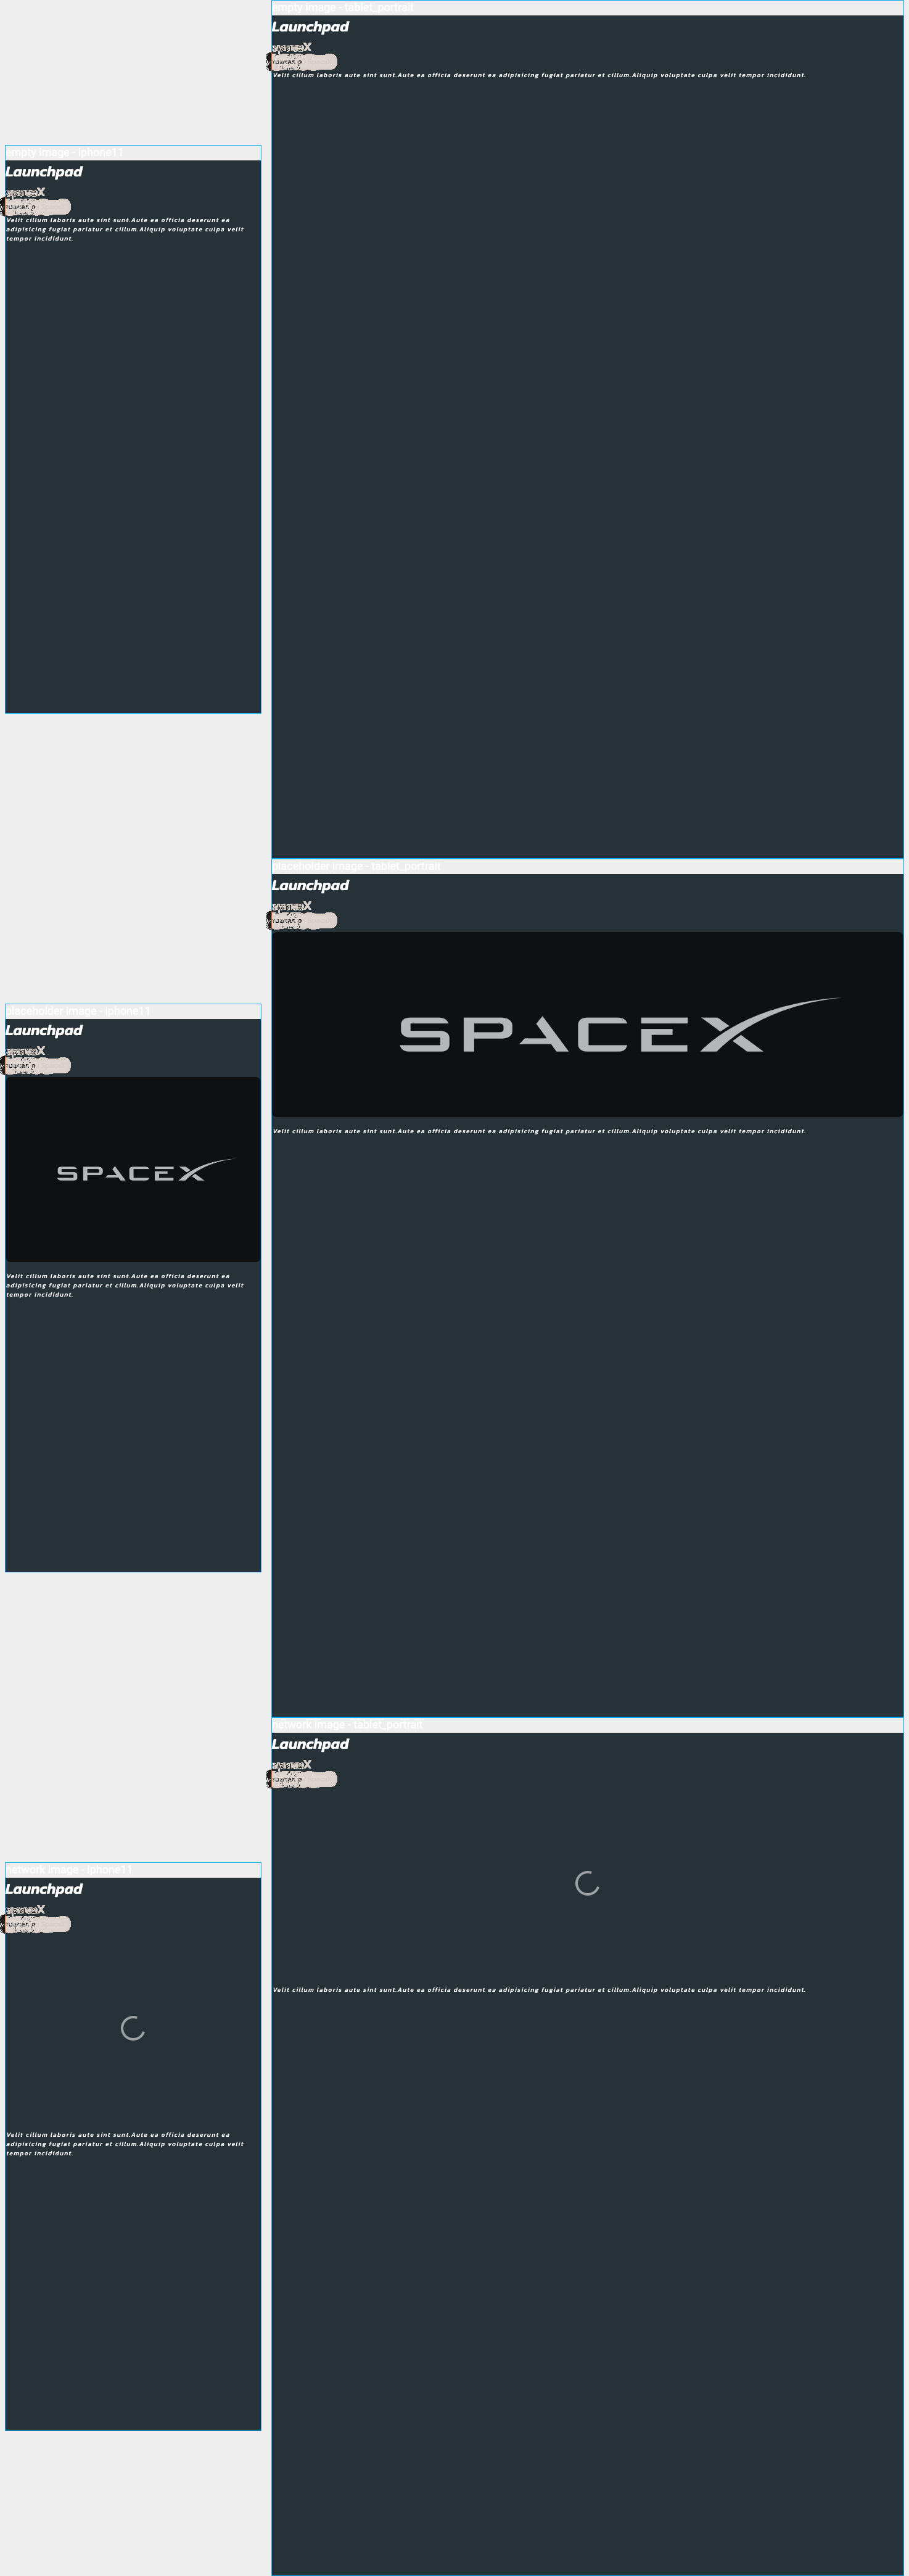 empty image - tablet_portrait
Launchpad
Velit cillum laboris aute sint sunt.Aute ea officia deserunt ea adipisicing fugiat pariatur et cillum.Aliquip voluptate culpa velit tempor incididunt.
empty image - iphone11
Launchpad
Velit cillum laboris aute sint sunt.Aute ea officia deserunt ea
adipisicing fugiat pariatur et cillum.Aliquip voluptate culpa velit
tempor incididunt.
placeholder image - tablet_portrait
Launchpad
SPACEX
Velit cillum laboris aute sint sunt.Aute ea officia deserunt ea adipisicing fugiat pariatur et cillum.Aliquip voluptate culpa velit tempor incididunt.
placeholder image - iphone11
Launchpad
SPACEX
Velit cillum laboris aute sint sunt.Aute ea officia deserunt ea
adipisicing fugiat pariatur et cillum.Aliquip voluptate culpa velit
tempor incididunt.
network image - tablet_portrait
Launchpad
Velit cillum laboris aute sint sunt.Aute ea officia deserunt ea adipisicing fugiat pariatur et cillum.Aliquip voluptate culpa velit tempor incididunt.
network image - iphone11
Launchpad
Velit cillum laboris aute sint sunt.Aute ea officia deserunt ea
adipisicing fugiat pariatur et cillum.Aliquip voluptate culpa velit
tempor incididunt.